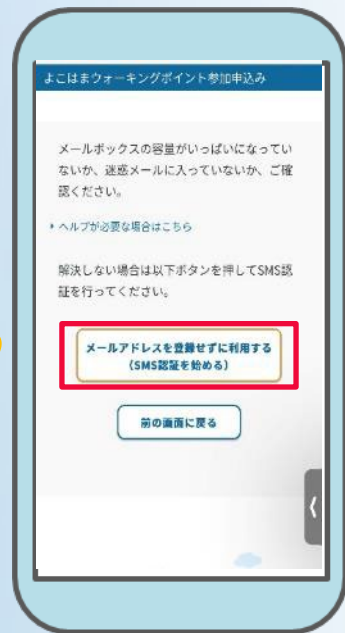 よこはまウォーキングポイント参加申込み
メールボックスの容量がいっぱいになってい
ないか、迷惑メールに入っていないか、ご確
認ください。
ヘルプが必要な場合はこちら
解決しない場合は以下ボタンを押してSMS認
証を行ってください。
メールアドレスを登録せずに利用する
（SMS認証を始める）
前の画面に戻る